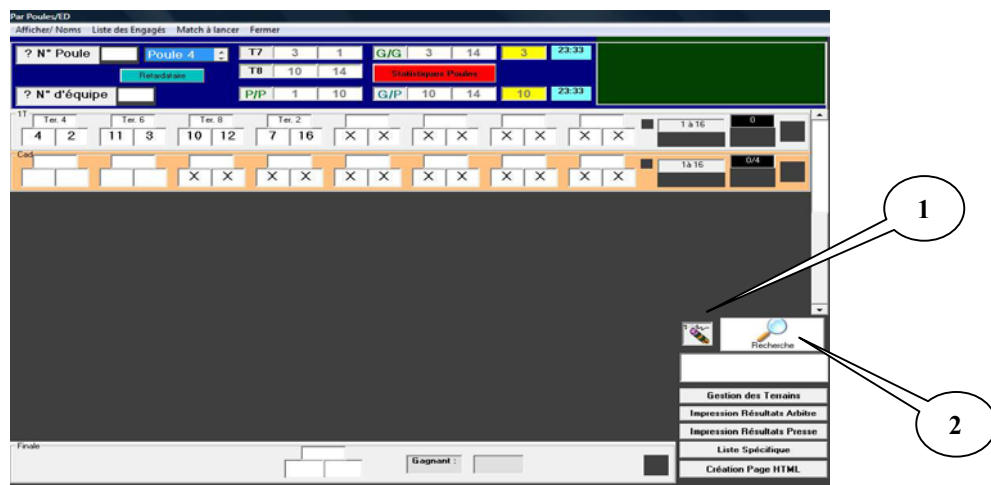 Par Poules/ED
Afficher/ Noms Liste des Engagés Match à lancer Fermer
? N° Poule Poule 4 T7 3 1 G/G 3 14 3 23:33
Retardataire T8 10 14 Statistiques Poules
? N° d'équipe P/P 1 10 G/P 10 14 10 23:33
1T Ter. 4 Ter. 6 Ter. 8 Ter. 2 1 à 16 0
4 2 11 3 10 12 7 16 X X X X X X X X
Cad 1à 16 0/4
X X X X X X X X X X X X
1
Recherche
2
Gestion des Terrains
Impression Résultats Arbitre
Impression Résultats Presse
Liste Spécifique
Création Page HTML
Finale
Gagnant :